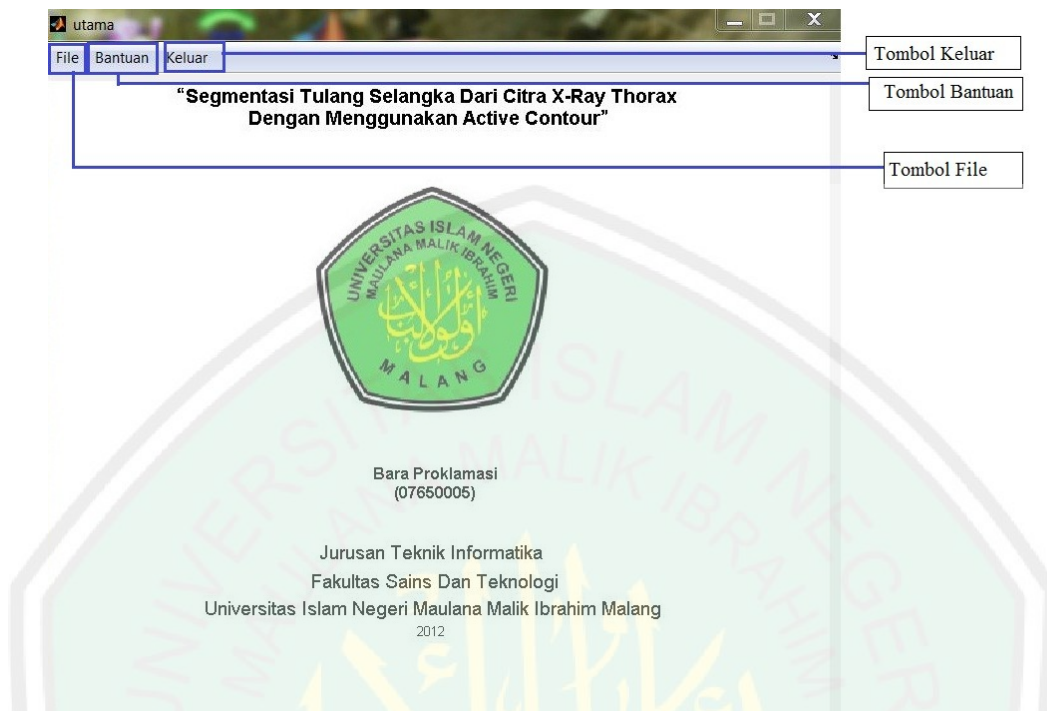 utama
File Bantuan Keluar
Tombol Keluar
Tombol Bantuan
Tombol File
“Segmentasi Tulang Selangka Dari Citra X-Ray Thorax
Dengan Menggunakan Active Contour”
UNIVERSITAS ISLAM NEGERI
MAULANA MALIK IBRAHIM
MALANG
Bara Proklamasi
(07650005)
Jurusan Teknik Informatika
Fakultas Sains Dan Teknologi
Universitas Islam Negeri Maulana Malik Ibrahim Malang
2012